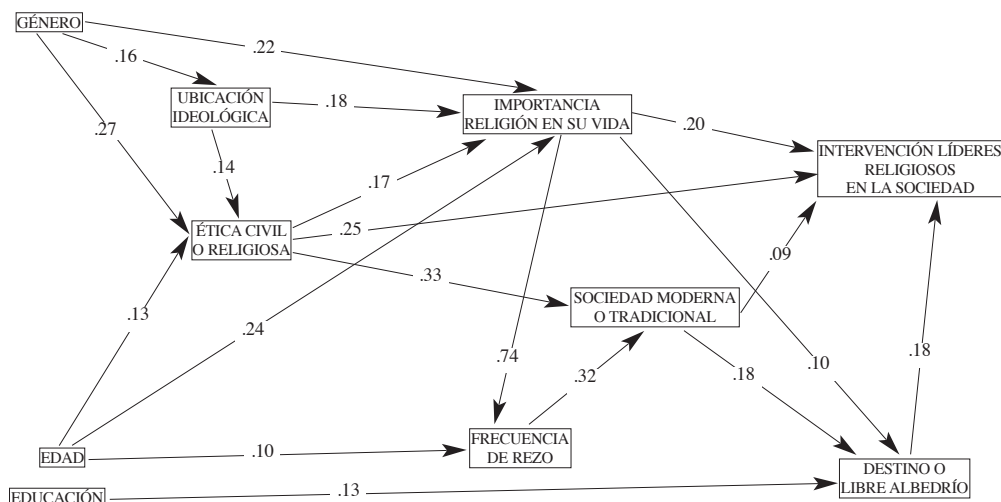 GÉNERO
.22
.16
UBICACIÓN
IDEOLÓGICA
.18
IMPORTANCIA
RELIGIÓN EN SU VIDA
.20
.27
.14
.17
INTERVENCIÓN LÍDERES
RELIGIOSOS
EN LA SOCIEDAD
ÉTICA CIVIL
O RELIGIOSA
.25
.33
.09
SOCIEDAD MODERNA
O TRADICIONAL
.13
.24
.74
.32
.18
.10
.18
EDAD
.10
FRECUENCIA
DE REZO
DESTINO O
LIBRE ALBEDRÍO
EDUCACIÓN
.13